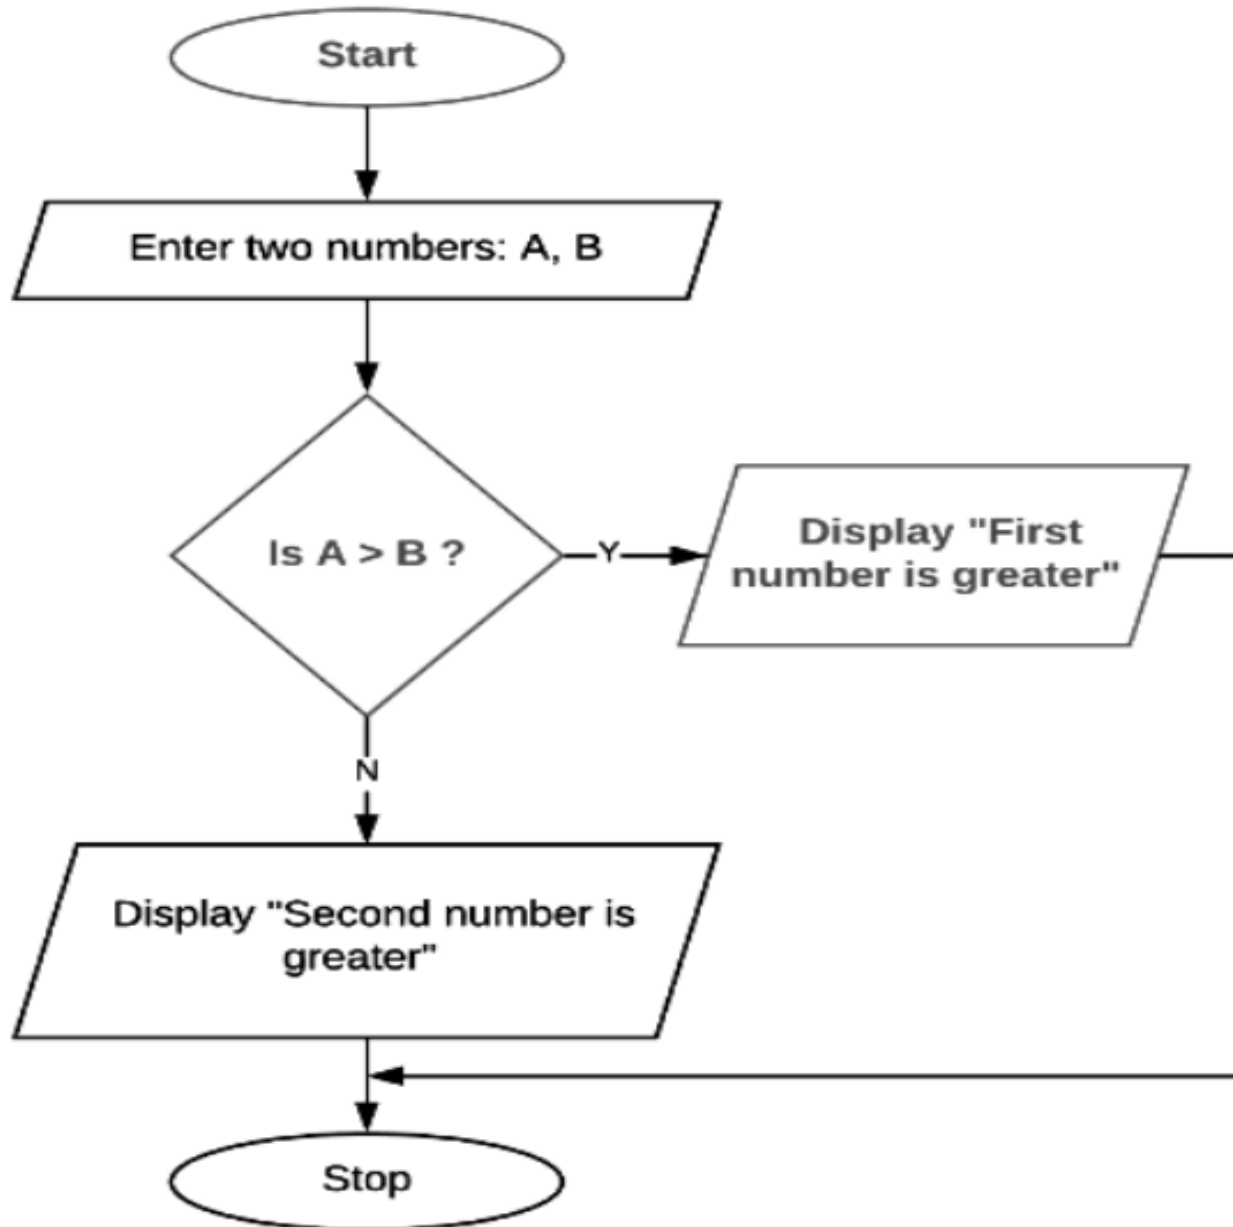 Start
Enter two numbers: A, B
Is A > B ?
Y
Display "First
number is greater"
N
Display "Second number is
greater"
Stop